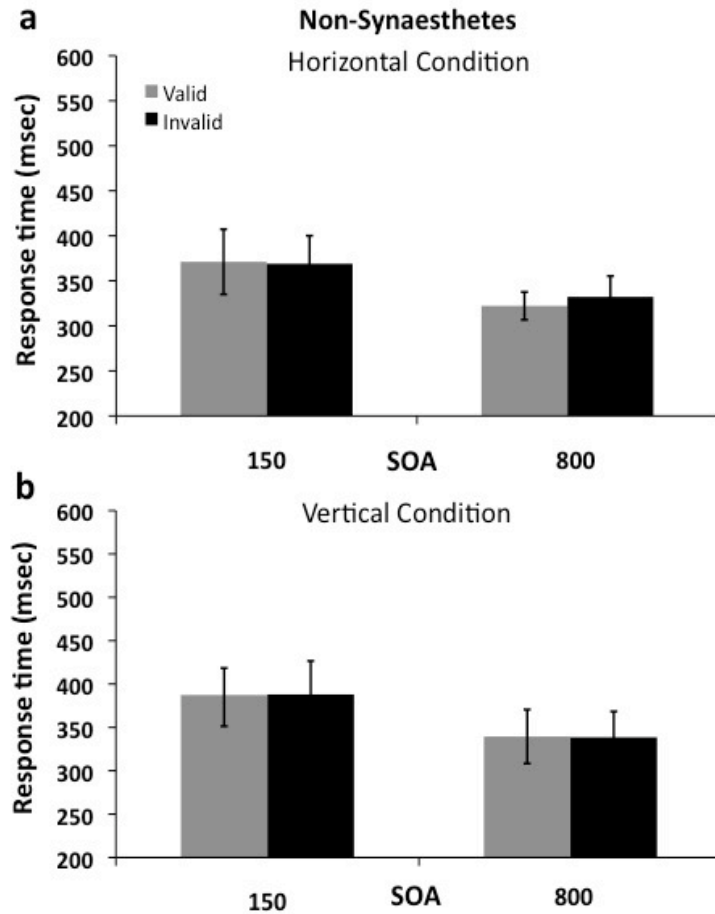 a
Non-Synaesthetes
Horizontal Condition
Response time (msec)
600
550
500
450
400
350
300
250
200
Valid
Invalid
150 SOA 800
b
Vertical Condition
Response time (msec)
600
550
500
450
400
350
300
250
200
150 SOA 800